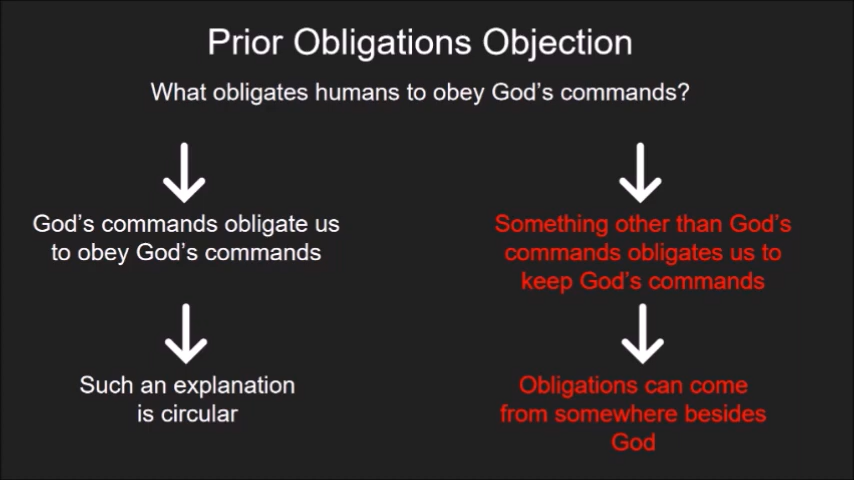 Prior Obligations Objection
What obligates humans to obey God's commands?
God's commands obligate us
to obey God's commands
Something other than God's
commands obligates us to
keep God's commands
Such an explanation
is circular
Obligations can come
from somewhere besides
God